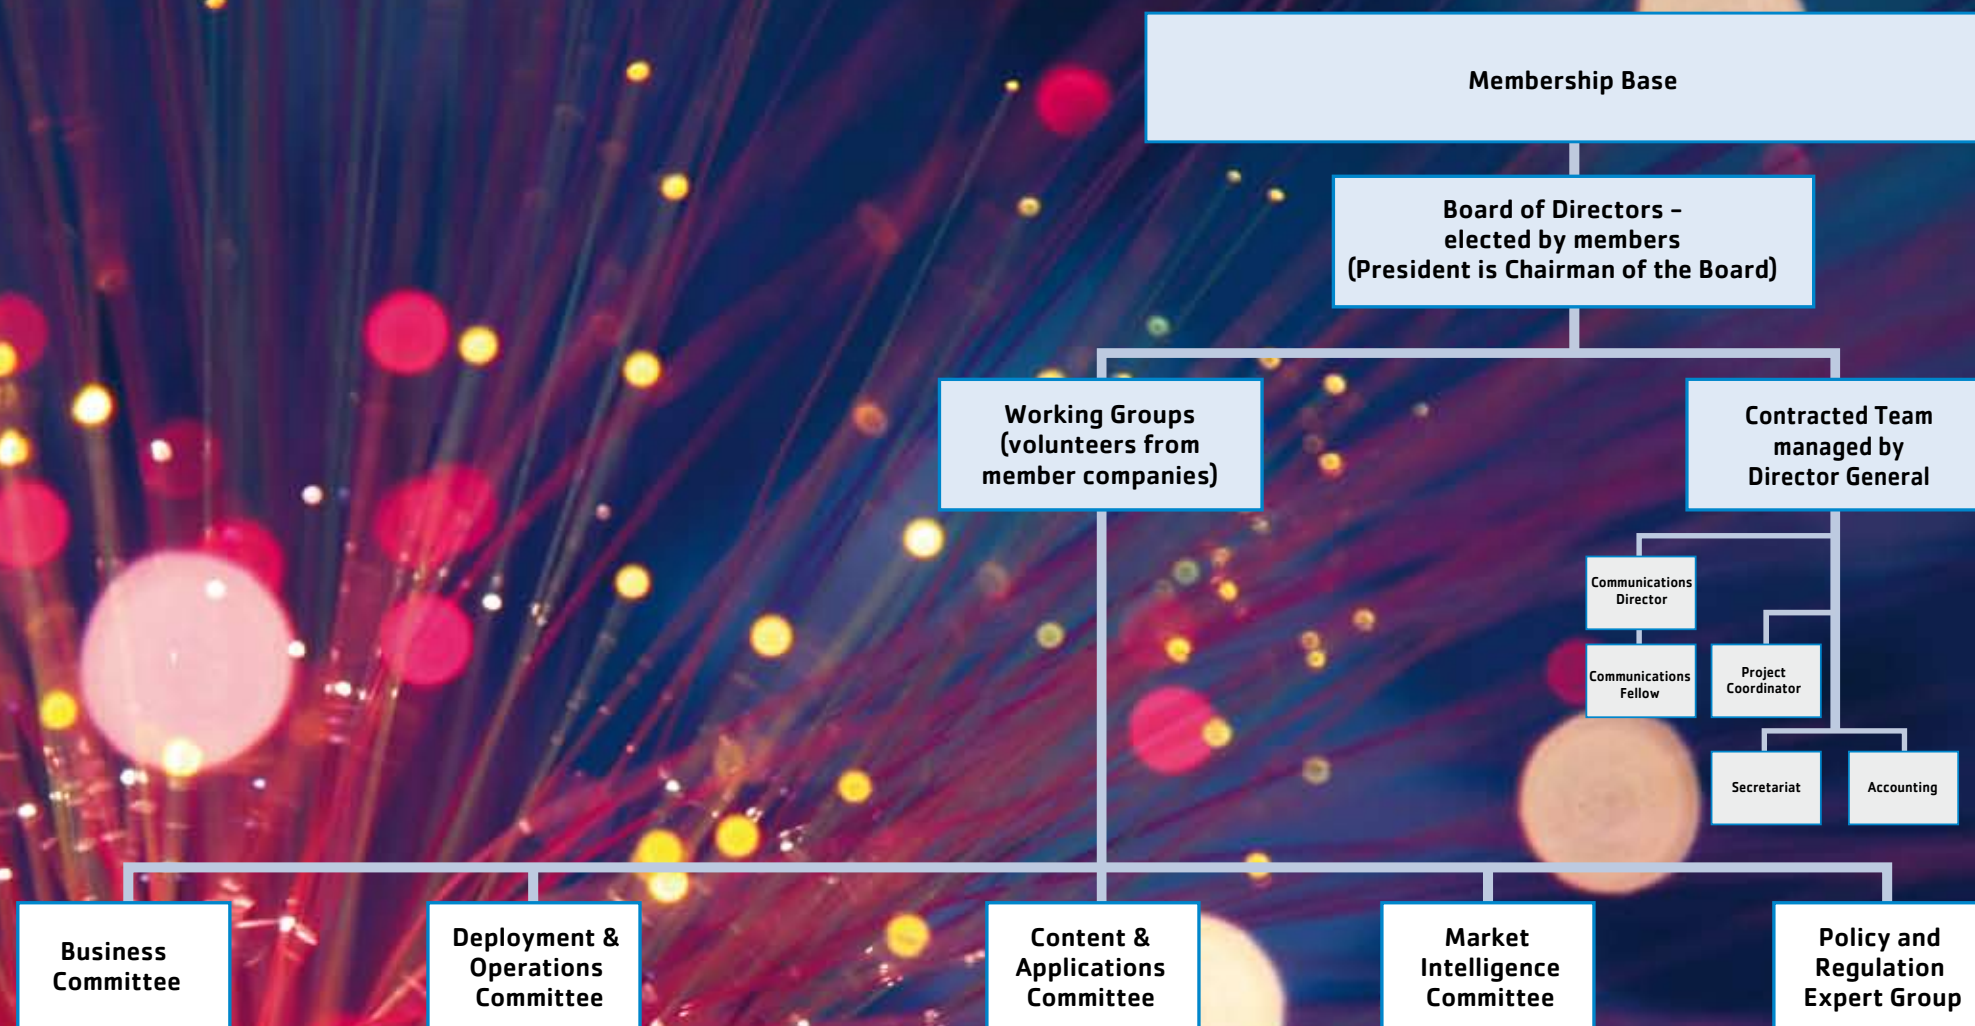 Membership Base
Board of Directors –
elected by members
(President is Chairman of the Board)
Working Groups
(volunteers from
member companies)
Contracted Team
managed by
Director General
Communications
Director
Communications
Fellow
Project
Coordinator
Secretariat
Accounting
Business
Committee
Deployment &
Operations
Committee
Content &
Applications
Committee
Market
Intelligence
Committee
Policy and
Regulation
Expert Group